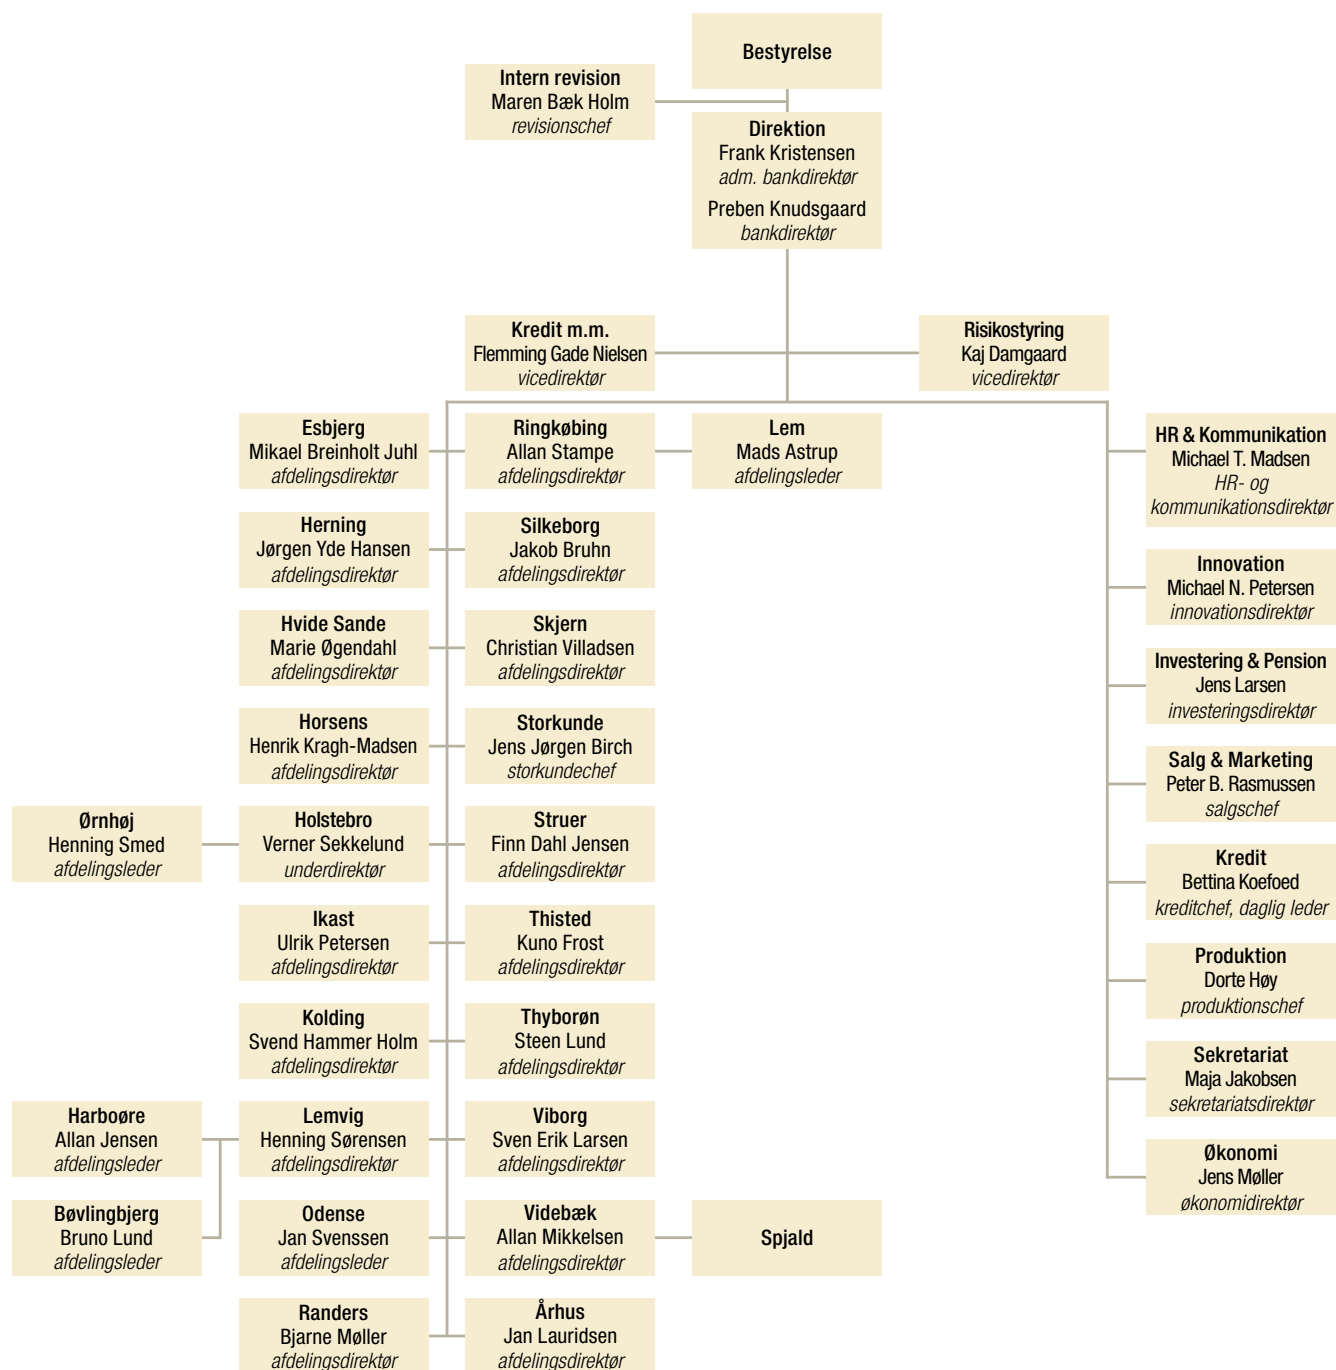 Bestyrelse
Intern revision
Maren Bæk Holm
revisionschef
Direktion
Frank Kristensen
adm. bankdirektør
Preben Knudsgaard
bankdirektør
Kredit m.m.
Flemming Gade Nielsen
vicedirektør
Risikostyring
Kaj Damgaard
vicedirektør
Esbjerg
Mikael Breinholt Juhl
afdelingsdirektør
Ringkøbing
Allan Stampe
afdelingsdirektør
Lem
Mads Astrup
afdelingsleder
HR & Kommunikation
Michael T. Madsen
HR- og
kommunikationsdirektør
Herning
Jørgen Yde Hansen
afdelingsdirektør
Silkeborg
Jakob Bruhn
afdelingsdirektør
Innovation
Michael N. Petersen
innovationsdirektør
Hvide Sande
Marie Øgendahl
afdelingsdirektør
Skjern
Christian Villadsen
afdelingsdirektør
Investering & Pension
Jens Larsen
investeringsdirektør
Horsens
Henrik Kragh-Madsen
afdelingsdirektør
Storkunde
Jens Jørgen Birch
storkundechef
Salg & Marketing
Peter B. Rasmussen
salgschef
Ørnhøj
Henning Smed
afdelingsleder
Holstebro
Verner Sekkelund
underdirektør
Struer
Finn Dahl Jensen
afdelingsdirektør
Kredit
Bettina Koefoed
kreditchef, daglig leder
Ikast
Ulrik Petersen
afdelingsdirektør
Thisted
Kuno Frost
afdelingsdirektør
Produktion
Dorte Høy
produktionschef
Kolding
Svend Hammer Holm
afdelingsdirektør
Thyborøn
Steen Lund
afdelingsdirektør
Sekretariat
Maja Jakobsen
sekretariatsdirektør
Harboøre
Allan Jensen
afdelingsleder
Lemvig
Henning Sørensen
afdelingsdirektør
Viborg
Sven Erik Larsen
afdelingsdirektør
Økonomi
Jens Møller
økonomidirektør
Bøvlingbjerg
Bruno Lund
afdelingsleder
Odense
Jan Svenssen
afdelingsleder
Videbæk
Allan Mikkelsen
afdelingsdirektør
Spjald
Randers
Bjarne Møller
afdelingsdirektør
Århus
Jan Lauridsen
afdelingsdirektør